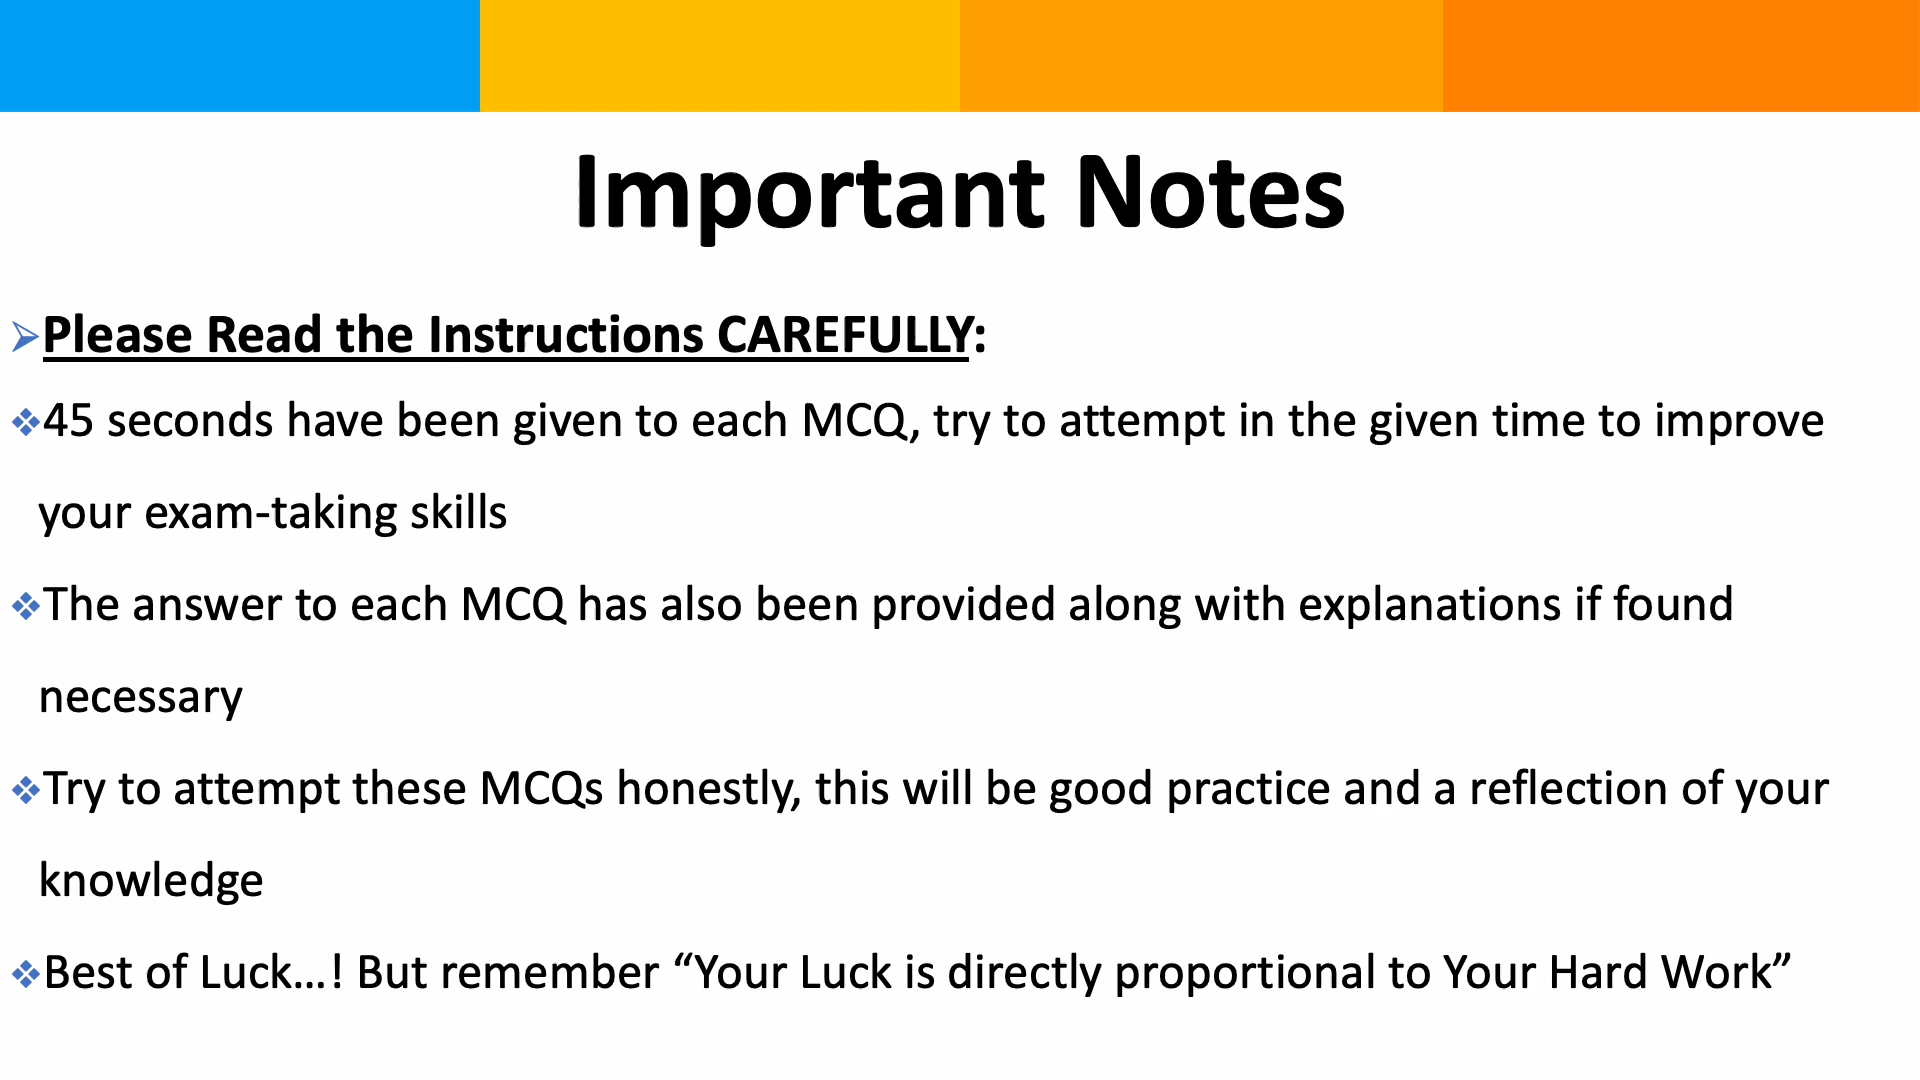 Important Notes
➢Please Read the Instructions CAREFULLY:
❖45 seconds have been given to each MCQ, try to attempt in the given time to improve
your exam-taking skills
❖The answer to each MCQ has also been provided along with explanations if found
necessary
❖Try to attempt these MCQs honestly, this will be good practice and a reflection of your
knowledge
❖Best of Luck…! But remember “Your Luck is directly proportional to Your Hard Work”